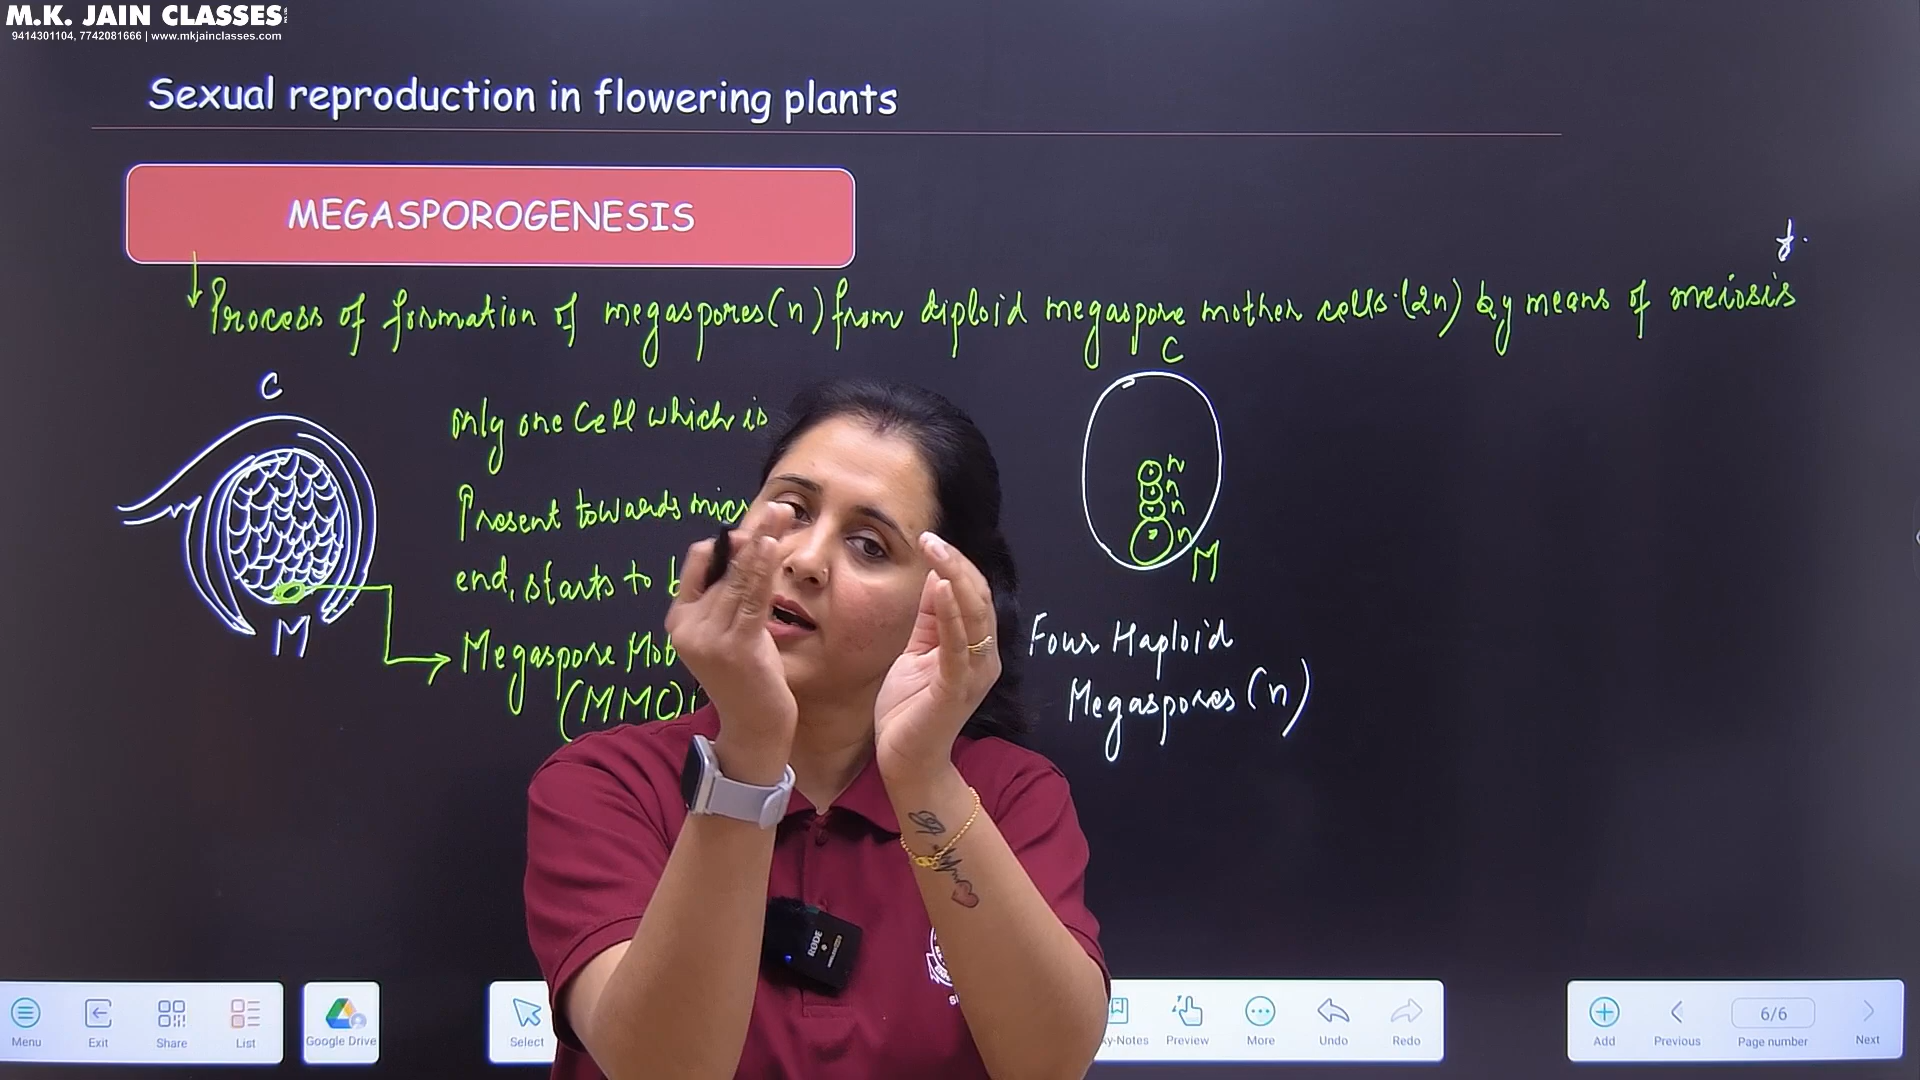 M.K. JAIN CLASSES
9414301104, 7742081666 | www.mkjainclasses.com
Sexual reproduction in flowering plants
MEGASPOROGENESIS
Process of formation of megaspores(n) from diploid megaspore mother cells (2n) by means of meiosis
C
only one cell which is
Present towards micr
end, starts to
M
Megaspore Mot
(MMC)
C
n
n
n
n
M
Four Haploid
Megaspores (n)
RODE
Menu
Exit
Share
List
Google Drive
Select
y-Notes
Preview
More
Undo
Redo
Add
Previous
6/6
Page number
Next